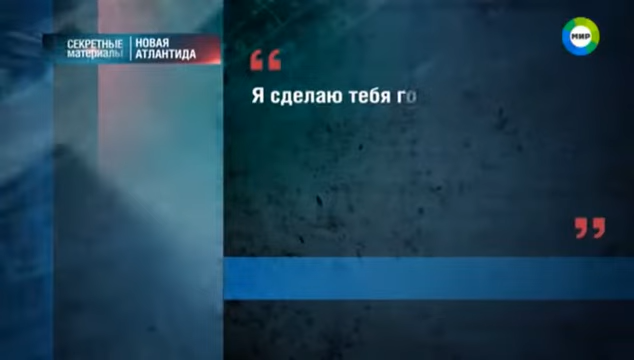 СЕКРЕТНЫЕ
материалы
НОВАЯ
АТЛАНТИДА
МИР
“
Я сделаю тебя го
”